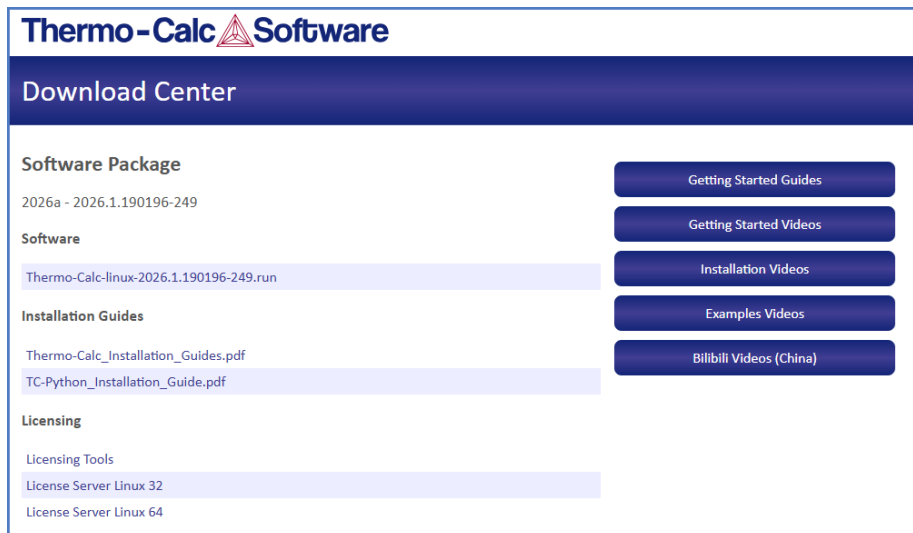 Thermo-Calc Software
Download Center
Software Package
2026a - 2026.1.190196-249
Software
Thermo-Calc-linux-2026.1.190196-249.run
Installation Guides
Thermo-Calc_Installation_Guides.pdf
TC-Python_Installation_Guide.pdf
Licensing
Licensing Tools
License Server Linux 32
License Server Linux 64
Getting Started Guides
Getting Started Videos
Installation Videos
Examples Videos
Bilibili Videos (China)